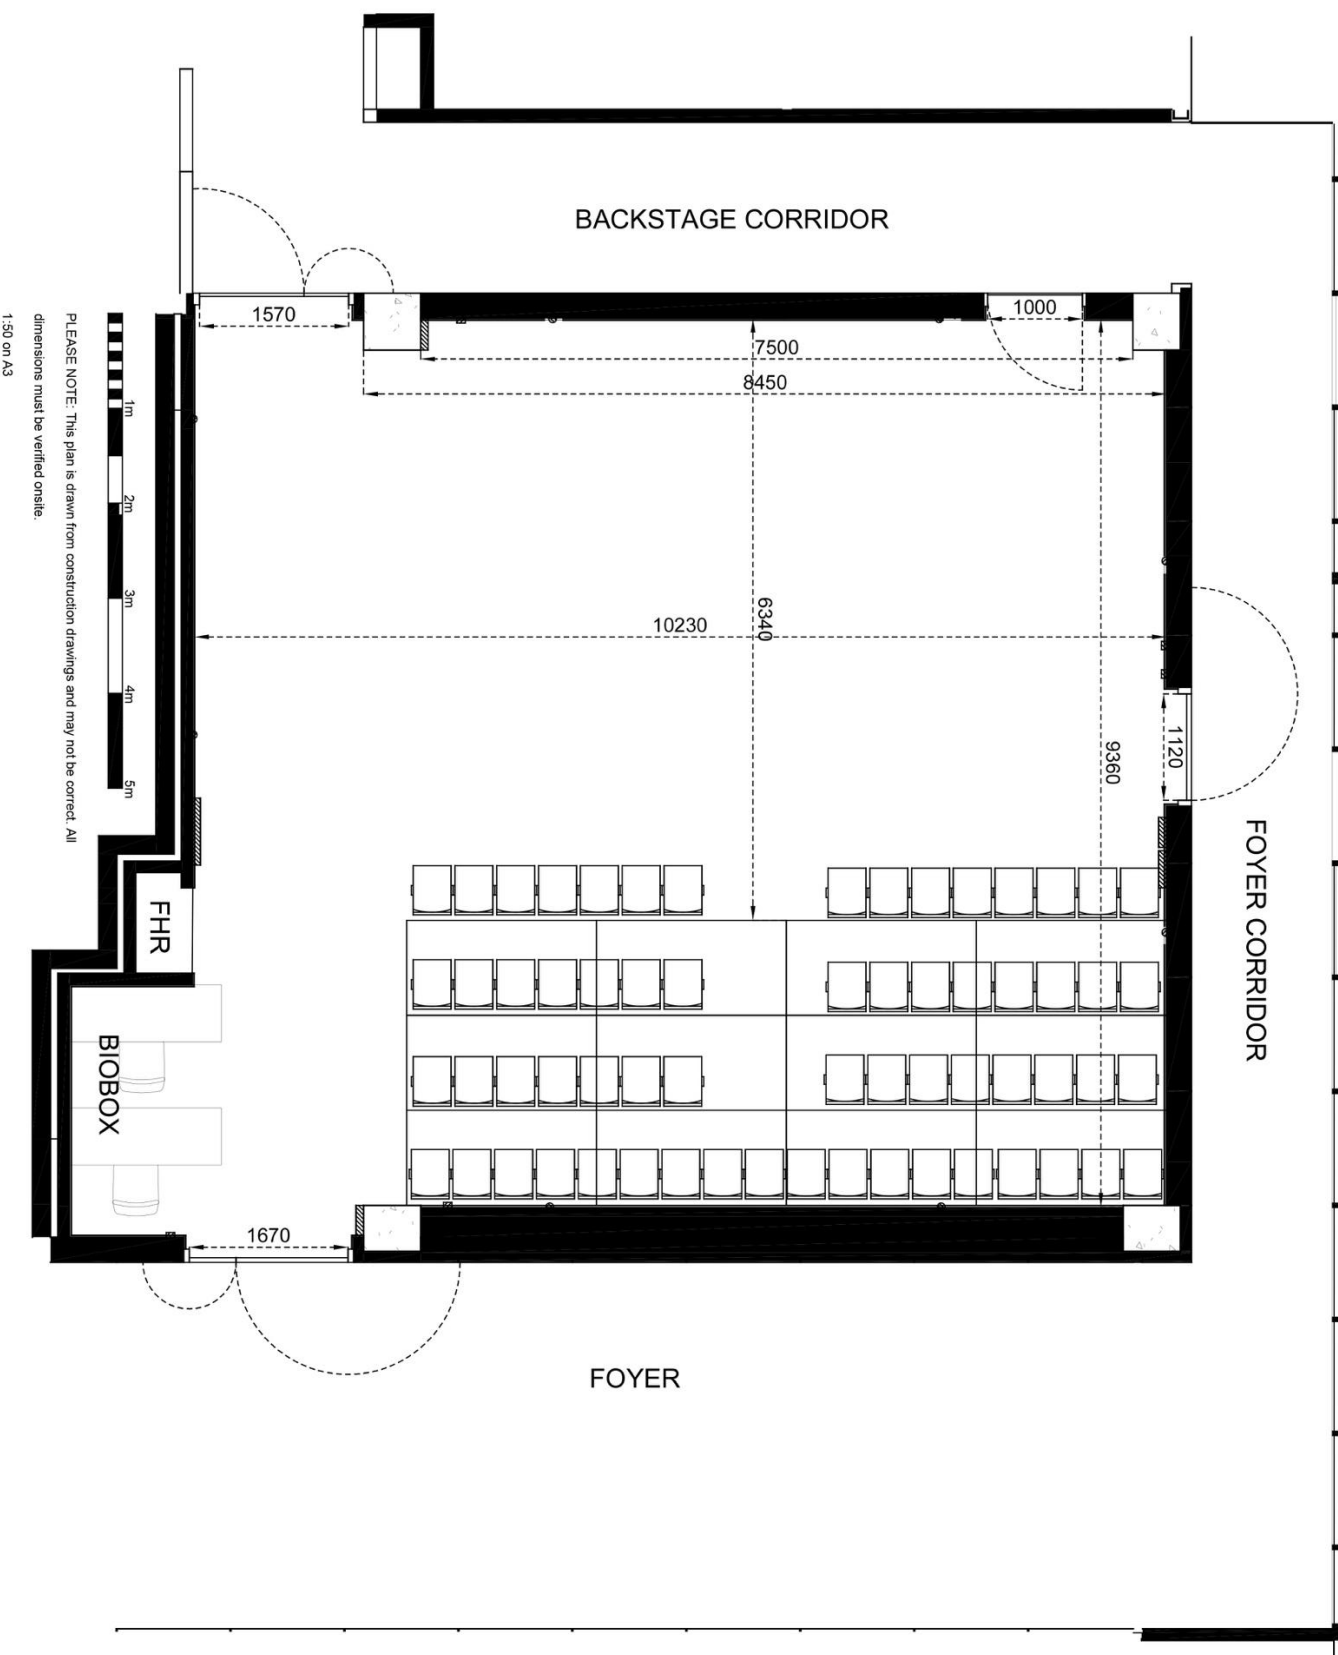 BACKSTAGE CORRIDOR
1570
1000
7500
8450
1m
2m
3m
4m
5m
PLEASE NOTE: This plan is drawn from construction drawings and may not be correct. All
dimensions must be verified onsite.
1:50 on A3
6340
10230
9360
1120
FOYER CORRIDOR
FHR
BIOBOX
1670
FOYER